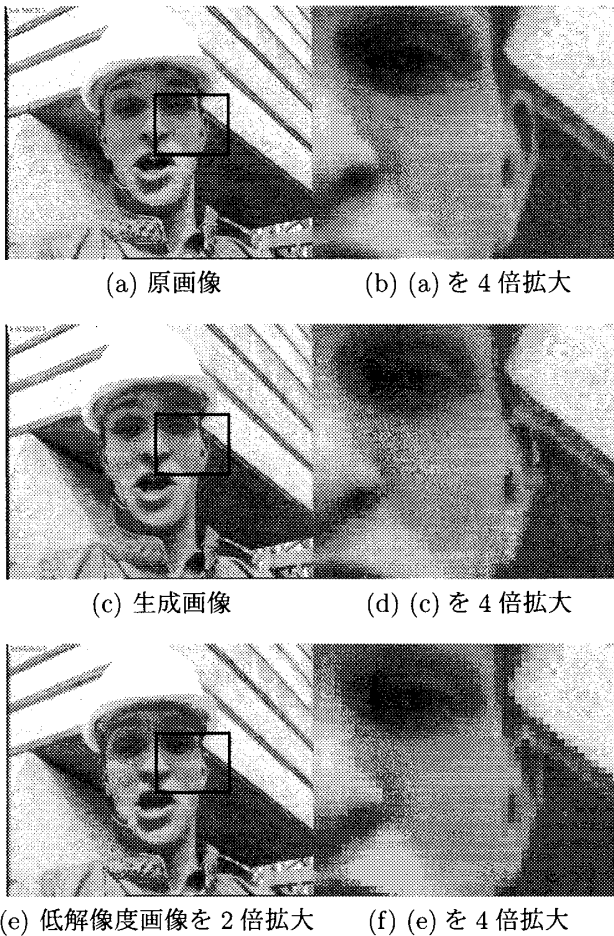 (a) 原画像
(b) (a) を 4 倍拡大
(c) 生成画像
(d) (c) を 4 倍拡大
(e) 低解像度画像を 2 倍拡大
(f) (e) を 4 倍拡大